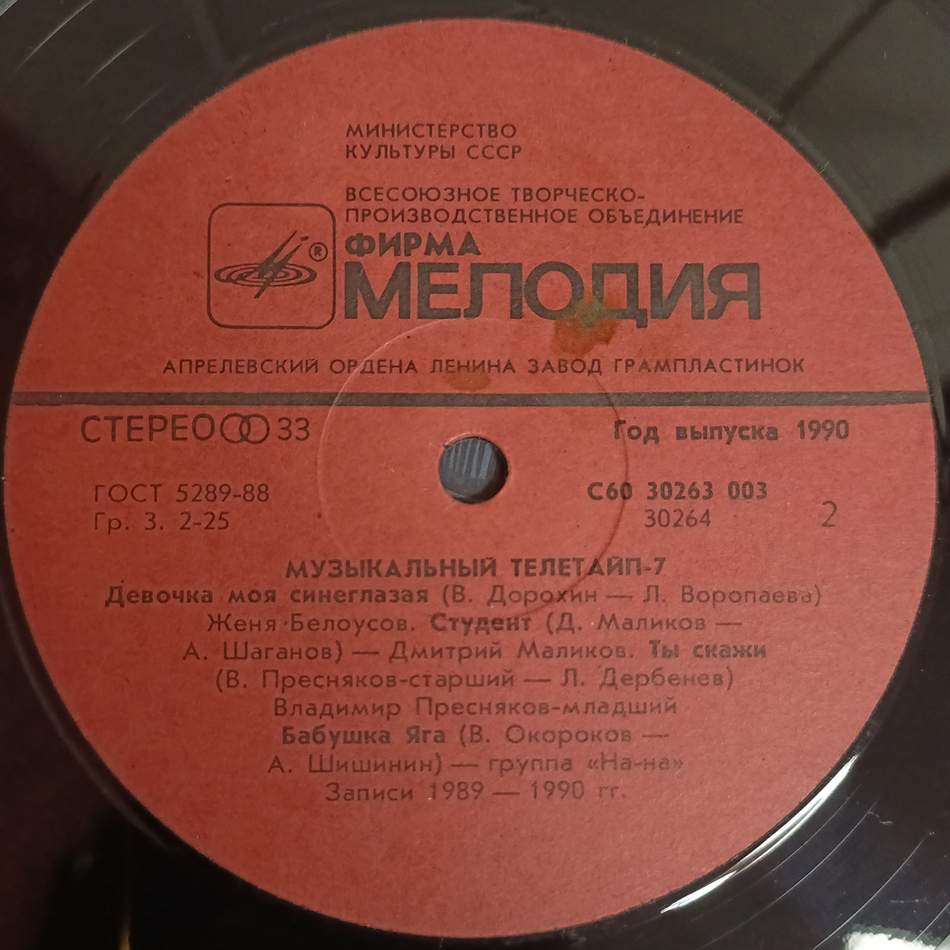 МИНИСТЕРСТВО
КУЛЬТУРЫ СССР
ВСЕСОЮЗНОЕ ТВОРЧЕСКО-
ПРОИЗВОДСТВЕННОЕ ОБЪЕДИНЕНИЕ
®
ФИРМА
МЕЛОДИЯ
АПРЕЛЕВСКИЙ ОРДЕНА ЛЕНИНА ЗАВОД ГРАМПЛАСТИНОК
СТЕРЕО 33
Год выпуска 1990
ГОСТ 5289-88
С60 30263 003
Гр. 3. 2-25
30264
2
МУЗЫКАЛЬНЫЙ ТЕЛЕТАЙП-7
Девочка моя синеглазая (В. Дорохин — Л. Воропаева)
Женя Белоусов. Студент (Д. Маликов —
А. Шаганов) — Дмитрий Маликов. Ты скажи
(В. Пресняков-старший — Л. Дербенев)
Владимир Пресняков-младший
Бабушка Яга (В. Окороков —
А. Шишинин) — группа «На-на»
Записи 1989 — 1990 гг.